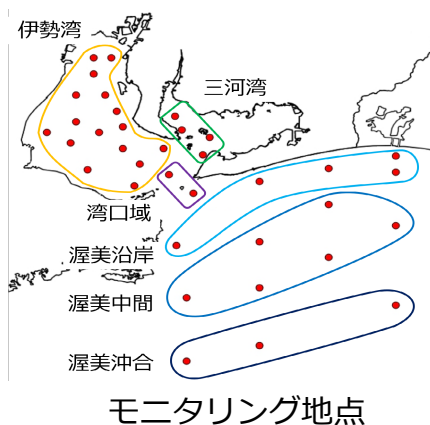 伊勢湾
三河湾
湾口域
渥美沿岸
渥美中間
渥美沖合
モニタリング地点